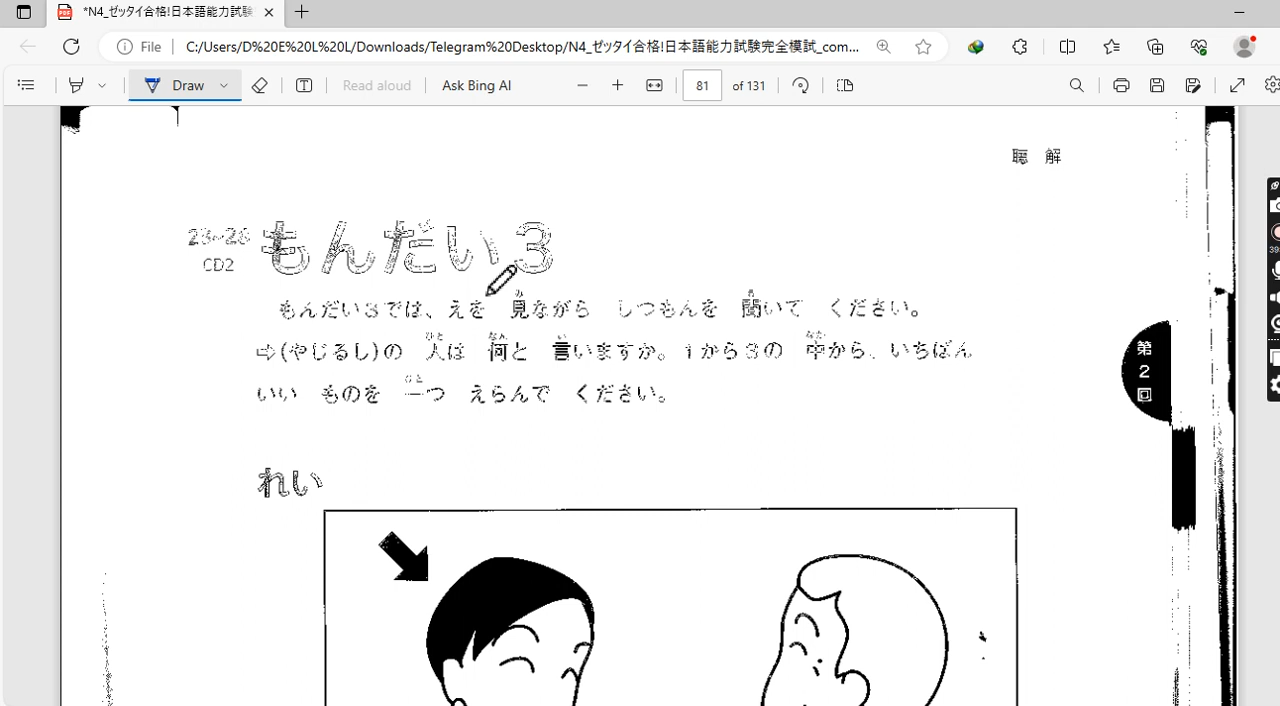 *N4_ゼッタイ合格!日本語能力試験
File
C:/Users/D%20E%20L%20L/Downloads/Telegram%20Desktop/N4_ゼッタイ合格!日本語能力試験完全模試_com...
Draw
Read aloud
Ask Bing AI
81
of 131
聴 解
23~26
CD2
もんだい3
もんだい3では、えを 見ながら しつもんを 聞いて ください。
⇨(やじるし)の 人は 何と 言いますか。1から3の 中から、いちばん
いい ものを 一つ えらんで ください。
れい
第
2
回